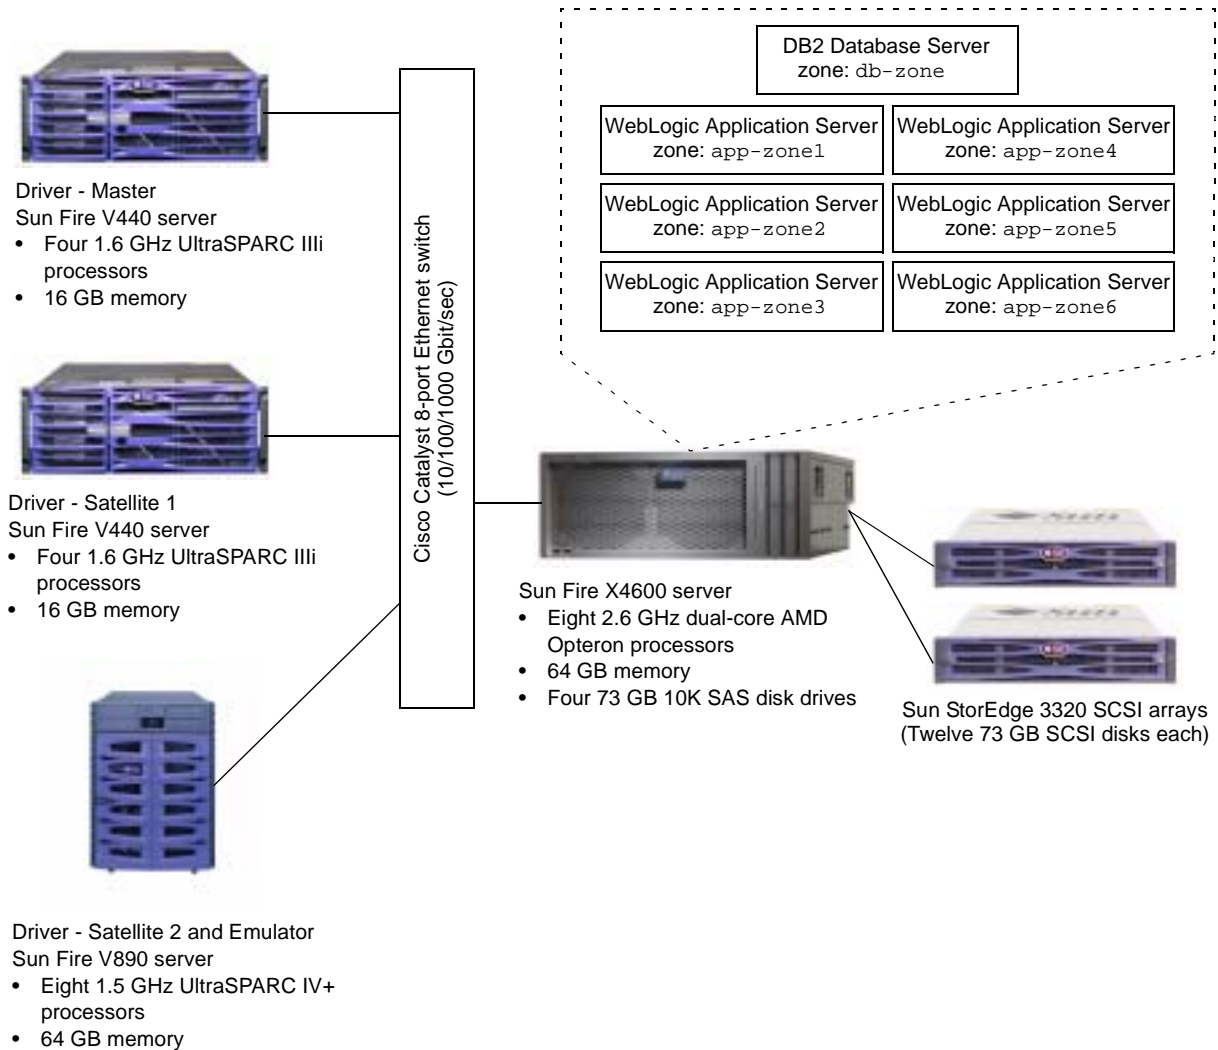 DB2 Database Server
zone: db-zone
WebLogic Application Server
zone: app-zone1
WebLogic Application Server
zone: app-zone4
WebLogic Application Server
zone: app-zone2
WebLogic Application Server
zone: app-zone5
WebLogic Application Server
zone: app-zone3
WebLogic Application Server
zone: app-zone6
Driver - Master
Sun Fire V440 server
• Four 1.6 GHz UltraSPARC IIIi
processors
• 16 GB memory
Driver - Satellite 1
Sun Fire V440 server
• Four 1.6 GHz UltraSPARC IIIi
processors
• 16 GB memory
Driver - Satellite 2 and Emulator
Sun Fire V890 server
• Eight 1.5 GHz UltraSPARC IV+
processors
• 64 GB memory
Cisco Catalyst 8-port Ethernet switch
(10/100/1000 Gbit/sec)
Sun Fire X4600 server
• Eight 2.6 GHz dual-core AMD
Opteron processors
• 64 GB memory
• Four 73 GB 10K SAS disk drives
Sun
Sun
Sun StorEdge 3320 SCSI arrays
(Twelve 73 GB SCSI disks each)